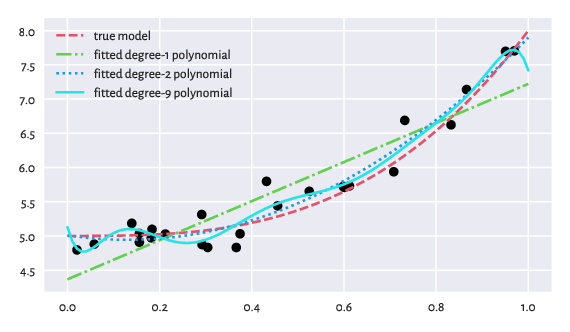 8.0
7.5
7.0
6.5
6.0
5.5
5.0
4.5
true model
fitted degree-1 polynomial
fitted degree-2 polynomial
fitted degree-9 polynomial
0.0 0.2 0.4 0.6 0.8 1.0